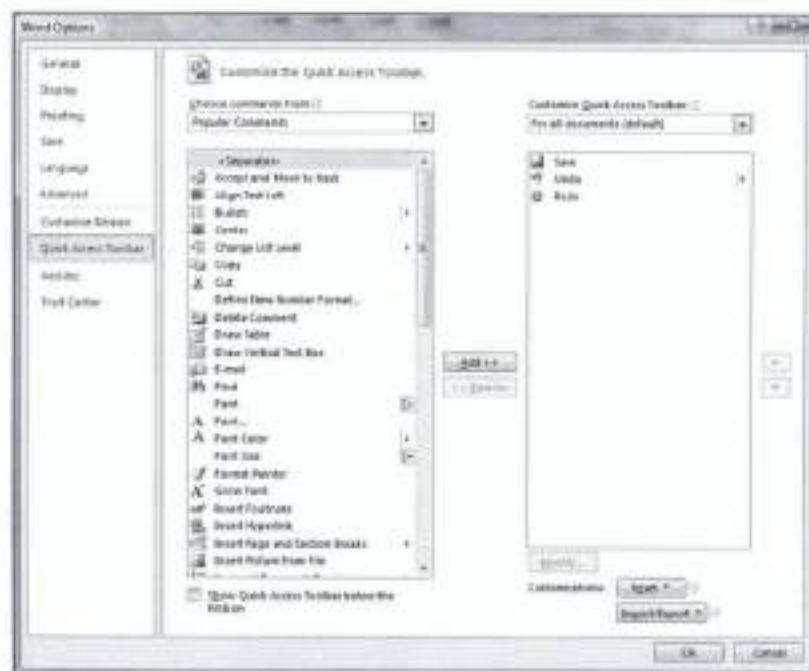 Word Options
General
Display
Proofing
Save
Language
Advanced
Customize Ribbon
Quick Access Toolbar
Add-Ins
Trust Center
Customize the Quick Access Toolbar.
Choose commands from:
Popular Commands
<Separator>
Accept and Move to Next
Align Text Left
Bullets
Center
Change List Level
Copy
Cut
Define New Number Format...
Delete Comment
Draw Table
Draw Vertical Text Box
E-mail
Find
Font
Font...
Font Color
Font Size
Format Painter
Grow Font
Insert Footnote
Insert Hyperlink
Insert Page and Section Breaks
Insert Picture from File
Show Quick Access Toolbar below the
Ribbon
Add >>
<< Remove
Customize Quick Access Toolbar:
For all documents (default)
Save
Undo
Redo
Modify...
Customizations:
Reset
Import/Export
OK
Cancel